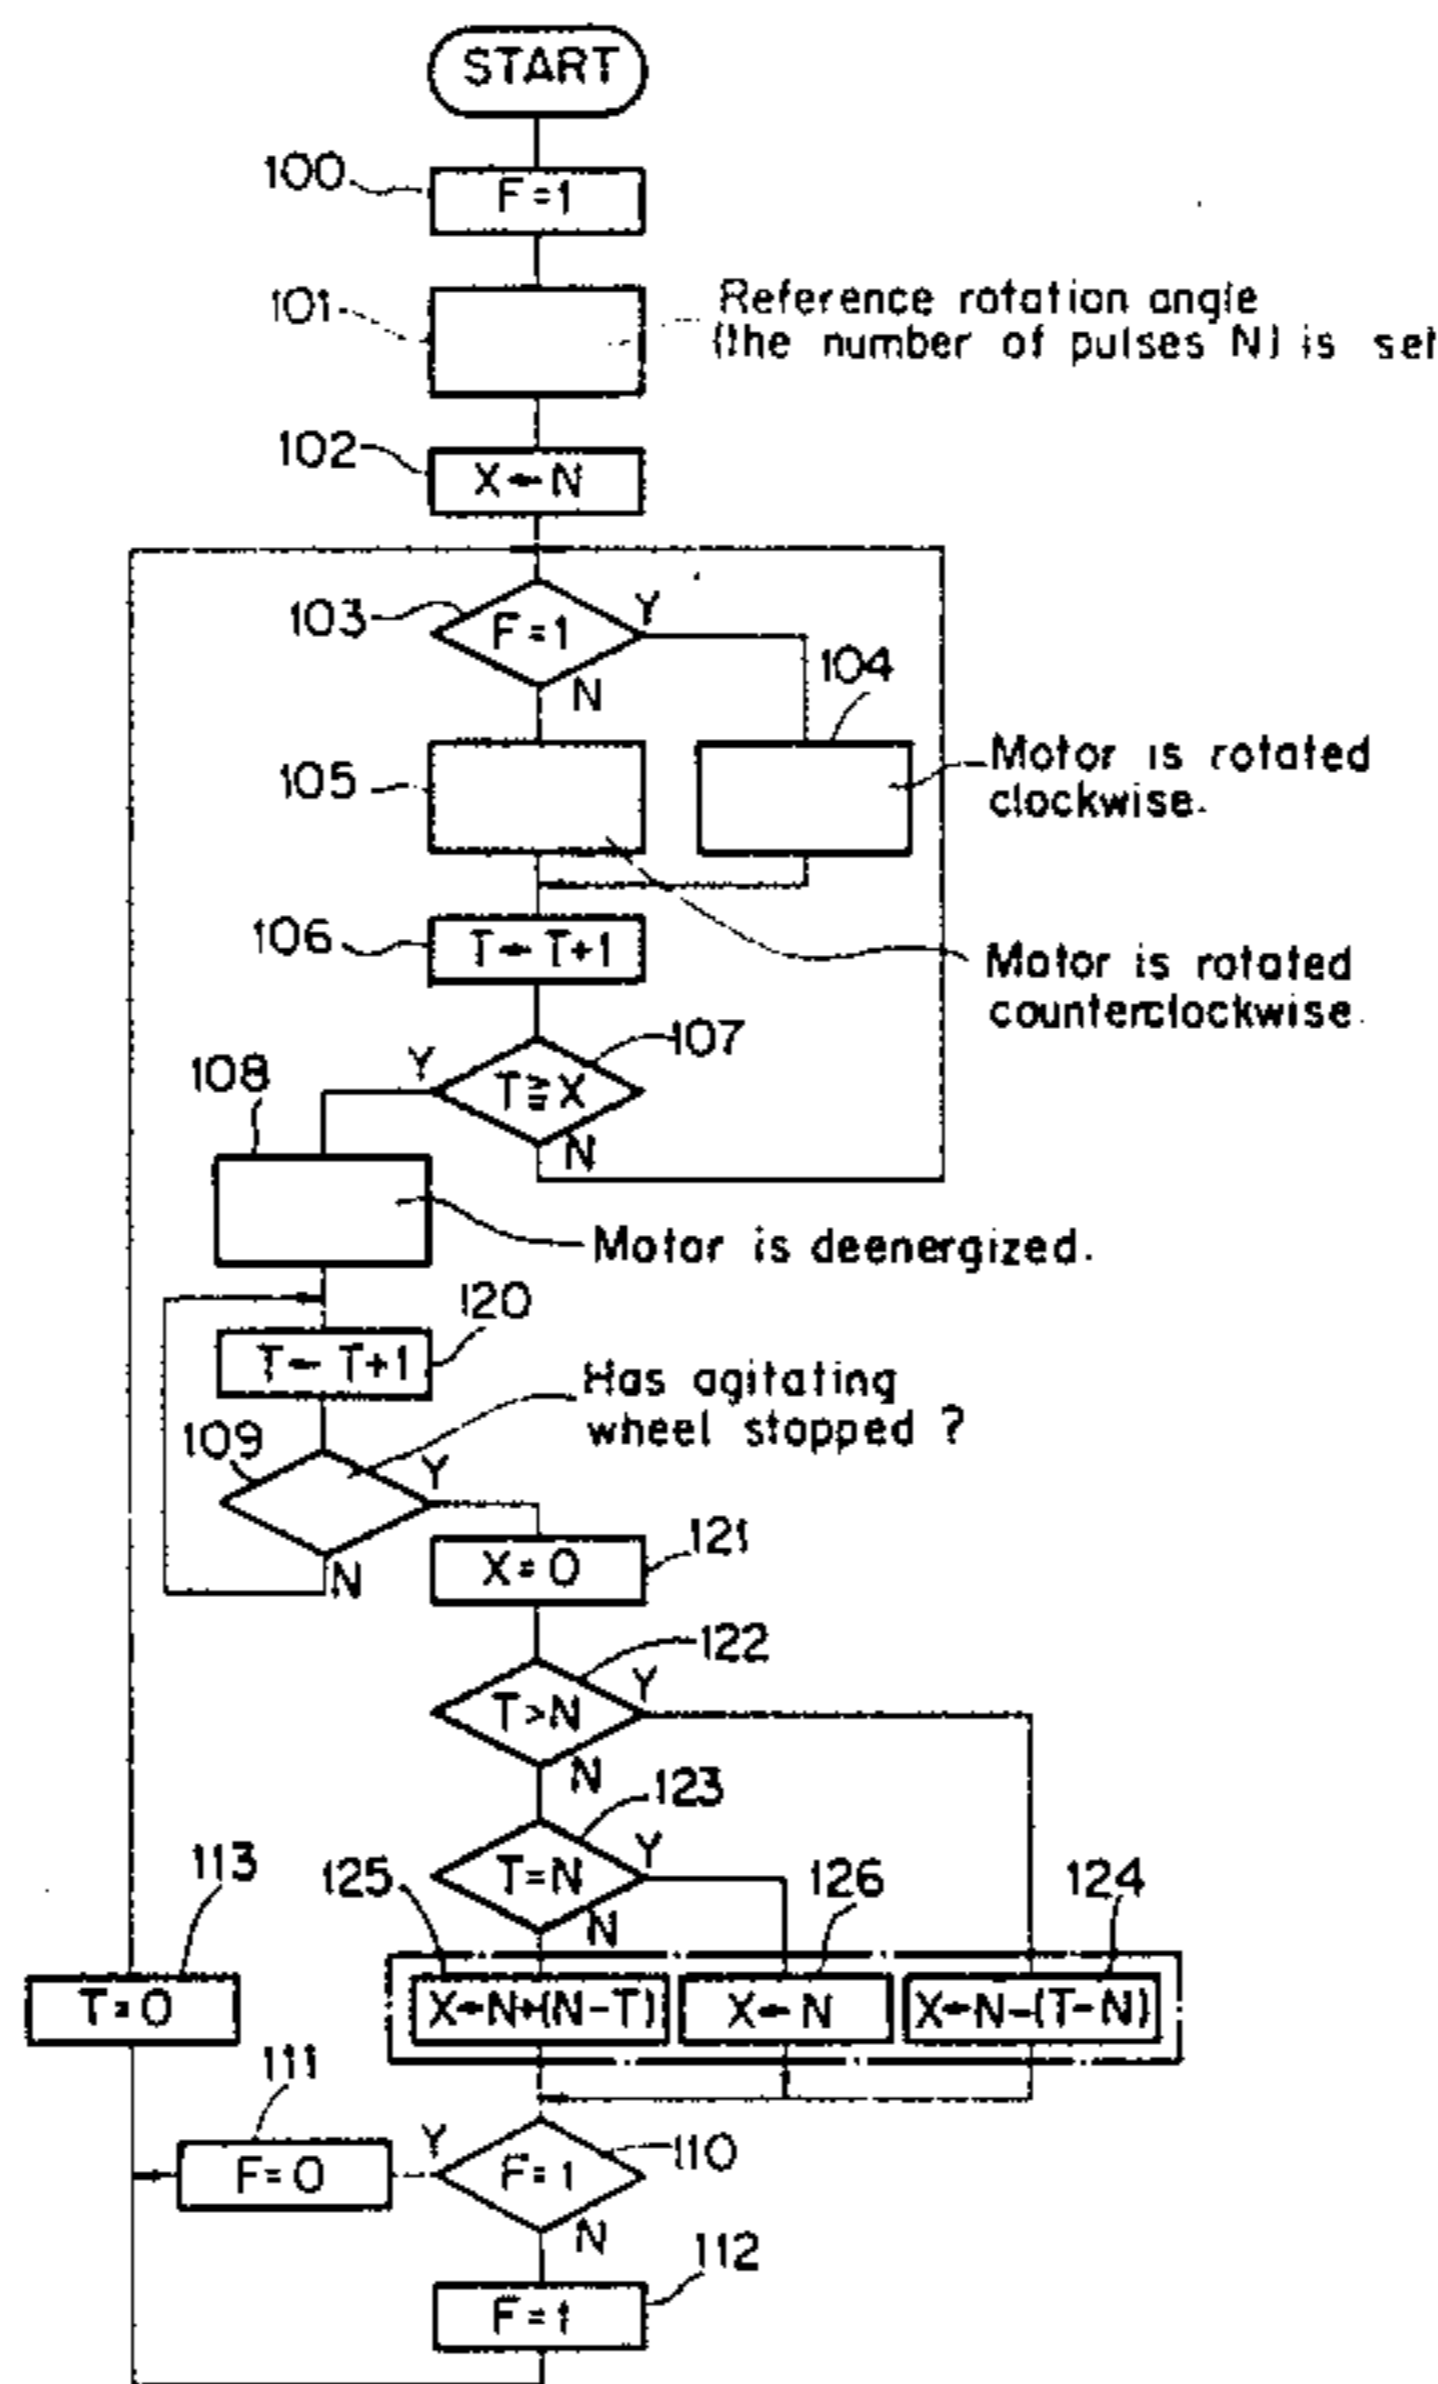 START
100
F=1
101
Reference rotation angle
(the number of pulses N) is set
102
X←N
103
F=1
Y
N
104
105
Motor is rotated
clockwise.
106
T←T+1
Motor is rotated
counterclockwise.
107
Y
T≧X
N
108
Motor is deenergized.
120
T←T+1
Has agitating
wheel stopped ?
109
Y
N
121
X=0
122
T>N
Y
N
123
T=N
Y
N
113
125
126
124
T=0
X←N+(N-T)
X←N
X←N-(T-N)
111
Y
F=0
F=1
110
N
112
F=1